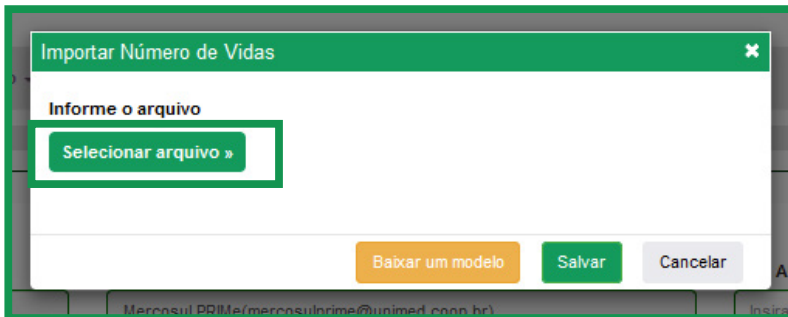 Importar Número de Vidas
Informe o arquivo
Selecionar arquivo »
Baixar um modelo
Salvar
Cancelar
A
Mercosul PRIMe(mercosulprime@unimed.coop.br)
Insira